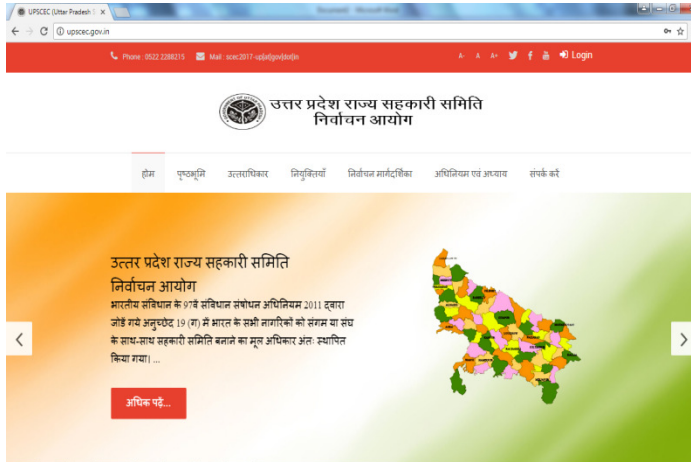 UPSCEC (Uttar Pradesh S
upscec.gov.in
Phone : 0522 2288215 Mail : scec2017-up[at]gov[dot]in A- A A+ Login
उत्तर प्रदेश राज्य सहकारी समिति
निर्वाचन आयोग
होम पृष्ठभूमि उत्तराधिकार नियुक्तियाँ निर्वाचन मार्गदर्शिका अधिनियम एवं अध्याय संपर्क करें
उत्तर प्रदेश राज्य सहकारी समिति
निर्वाचन आयोग
भारतीय संविधान के 97वें संविधान संषोधन अधिनियम 2011 द्वारा
जोडें गये अनुच्छेद 19 (ग) में भारत के सभी नागरिकों को संगम या संघ
के साथ-साथ सहकारी समिति बनाने का मूल अधिकार अंतः स्थापित
किया गया। ...
अधिक पढ़ें...